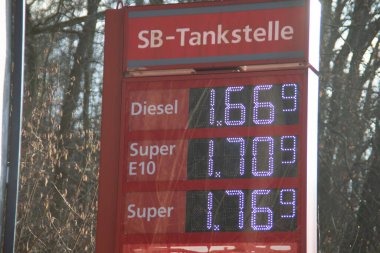 SB-Tankstelle
Diesel 1.66⁹
Super
E10 1.70⁹
Super 1.76⁹